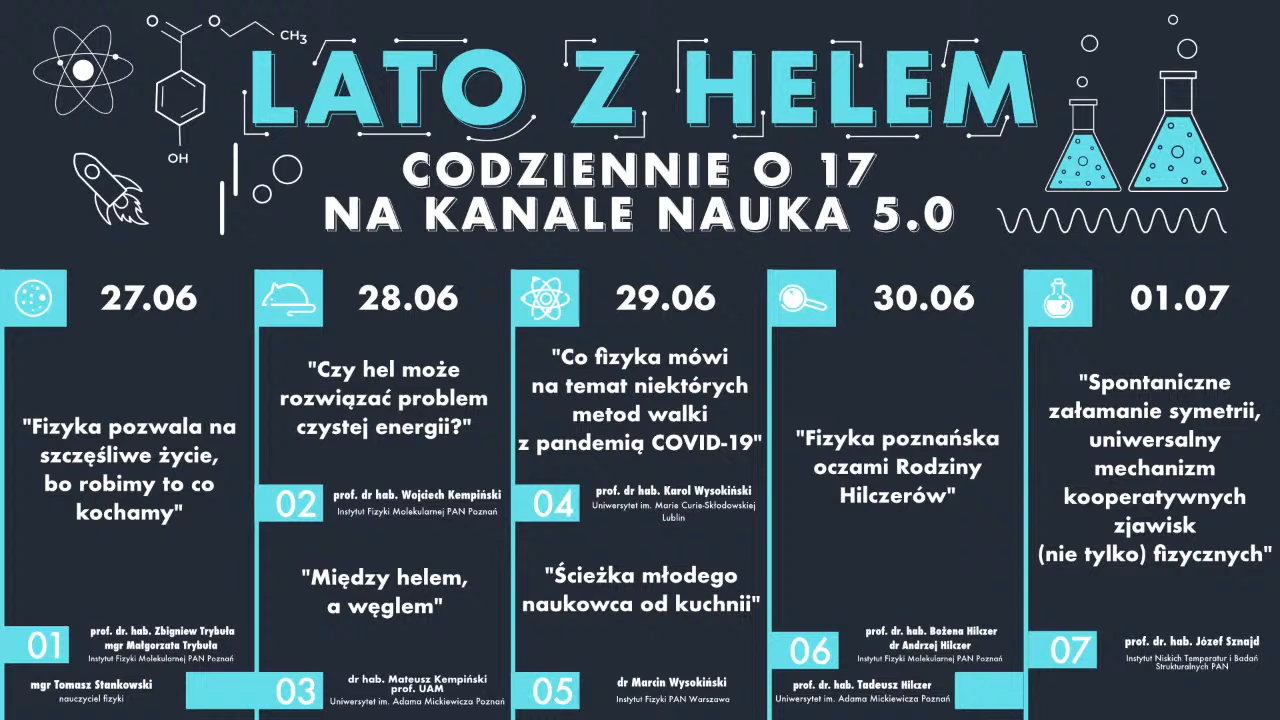 CH3
OH
LATO Z HELEM
CODZIENNIE O 17
NA KANALE NAUKA 5.0
27.06
"Fizyka pozwala na
szczęśliwe życie,
bo robimy to co
kochamy"
01
prof. dr. hab. Zbigniew Trybuła
mgr Małgorzata Trybuła
Instytut Fizyki Molekularnej PAN Poznań
mgr Tomasz Stankowski
nauczyciel fizyki
28.06
"Czy hel może
rozwiązać problem
czystej energii?"
02
prof. dr hab. Wojciech Kempiński
Instytut Fizyki Molekularnej PAN Poznań
"Między helem,
a węglem"
03
dr hab. Mateusz Kempiński
prof. UAM
Uniwersytet im. Adama Mickiewicza Poznań
29.06
"Co fizyka mówi
na temat niektórych
metod walki
z pandemią COVID-19"
04
prof. dr hab. Karol Wysokiński
Uniwersytet im. Marie Curie-Skłodowskiej
Lublin
"Ścieżka młodego
naukowca od kuchnii"
05
dr Marcin Wysokiński
Instytut Fizyki PAN Warszawa
30.06
"Fizyka poznańska
oczami Rodziny
Hilczerów"
06
prof. dr. hab. Bożena Hilczer
dr Andrzej Hilczer
Instytut Fizyki Molekularnej PAN Poznań
prof. dr. hab. Tadeusz Hilczer
Uniwersytet im. Adama Mickiewicza Poznań
01.07
"Spontaniczne
załamanie symetrii,
uniwersalny
mechanizm
kooperatywnych
zjawisk
(nie tylko) fizycznych"
07
prof. dr. hab. Józef Sznajd
Instytut Niskich Temperatur i Badań
Strukturalnych PAN